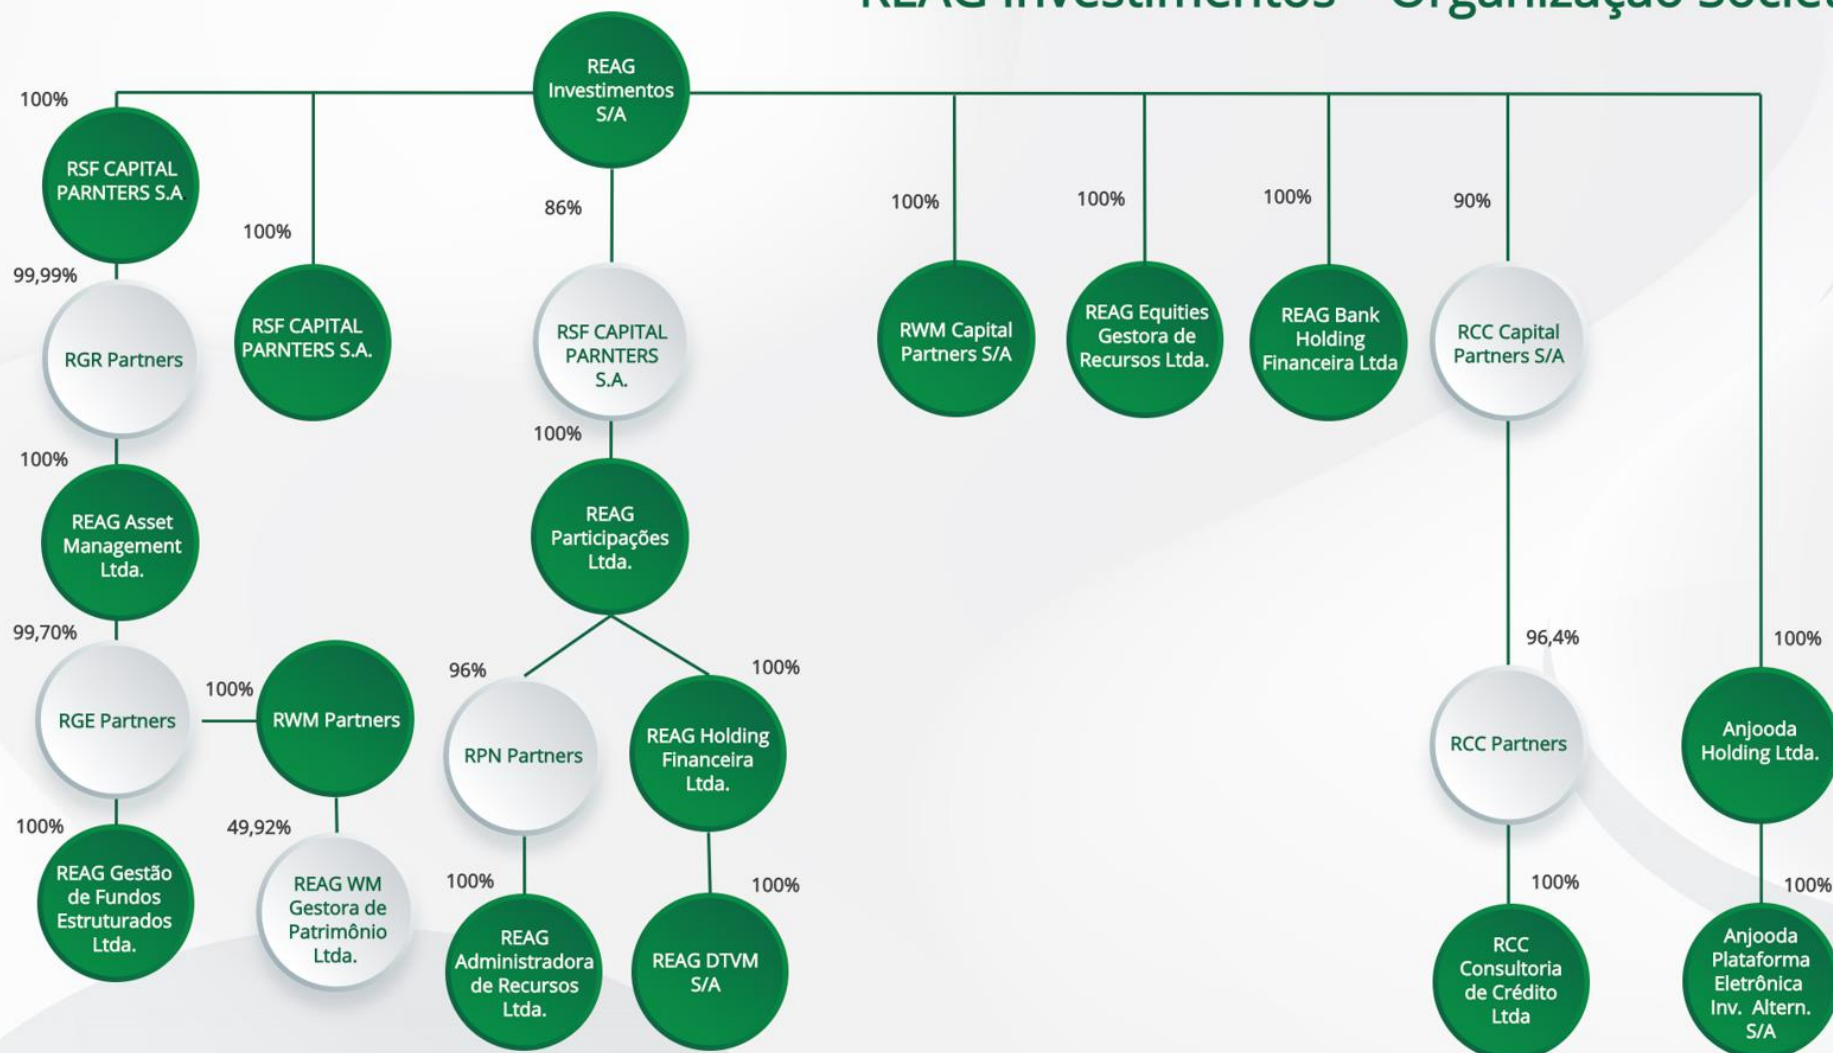 REAG Investimentos - Organização Societ
REAG
Investimentos
S/A
100%
RSF CAPITAL
PARNTERS S.A.
99,99%
RGR Partners
100%
REAG Asset
Management
Ltda.
99,70%
RGE Partners
100%
REAG Gestão
de Fundos
Estruturados
Ltda.
100%
RWM Partners
49,92%
REAG WM
Gestora de
Patrimônio
Ltda.
100%
RSF CAPITAL
PARNTERS S.A.
86%
RSF CAPITAL
PARNTERS
S.A.
100%
REAG
Participações
Ltda.
96%
RPN Partners
100%
REAG
Administradora
de Recursos
Ltda.
100%
REAG Holding
Financeira
Ltda.
100%
REAG DTVM
S/A
100%
RWM Capital
Partners S/A
100%
REAG Equities
Gestora de
Recursos Ltda.
100%
REAG Bank
Holding
Financeira Ltda
90%
RCC Capital
Partners S/A
96,4%
RCC Partners
100%
RCC
Consultoria
de Crédito
Ltda
100%
Anjooda
Holding Ltda.
100%
Anjooda
Plataforma
Eletrônica
Inv. Altern.
S/A